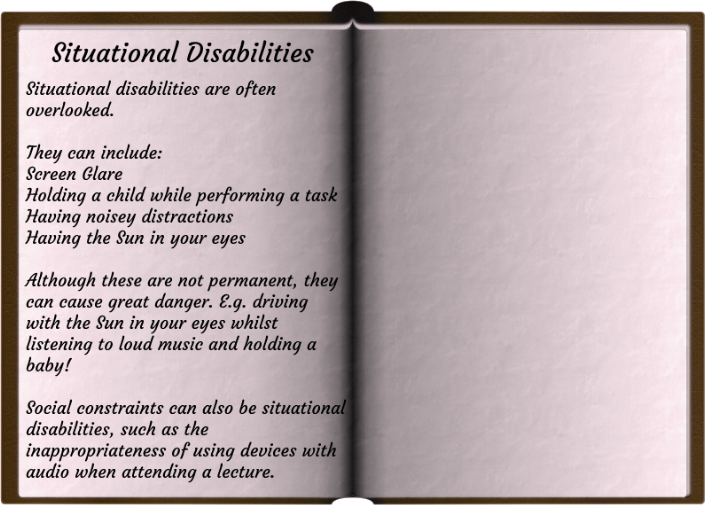 Situational Disabilities
Situational disabilities are often
overlooked.
They can include:
Screen Glare
Holding a child while performing a task
Having noisey distractions
Having the Sun in your eyes
Although these are not permanent, they
can cause great danger. E.g. driving
with the Sun in your eyes whilst
listening to loud music and holding a
baby!
Social constraints can also be situational
disabilities, such as the
inappropriateness of using devices with
audio when attending a lecture.